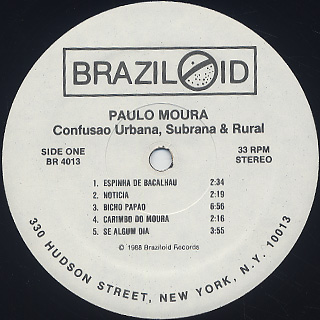 BRAZILOID
PAULO MOURA
Confusao Urbana, Subrana & Rural
SIDE ONE
BR 4013
33 RPM
STEREO
1. ESPINHA DE BACALHAU 2:34
2. NOTICIA 2:19
3. BICHO PAPAO 6:56
4. CARIMBO DO MOURA 2:16
5. SE ALGUM DIA 3:55
© 1988 Braziloid Records
330 HUDSON STREET, NEW YORK, N.Y. 10013